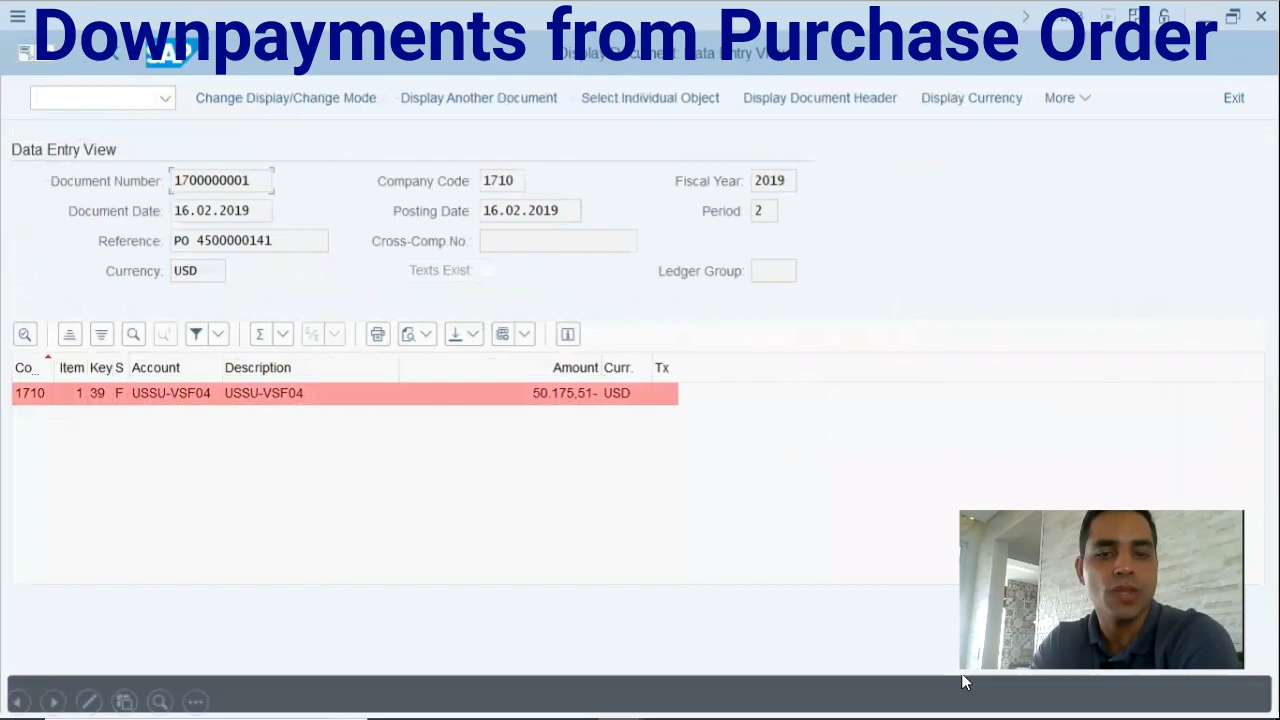 Downpayments from Purchase Order
SAP
Change Display/Change Mode Display Another Document Select Individual Object Display Document Header Display Currency More Exit
Data Entry View
Document Number: 1700000001 Company Code: 1710 Fiscal Year: 2019
Document Date: 16.02.2019 Posting Date 16.02.2019 Period 2
Reference: PO 4500000141 Cross-Comp.No.:
Currency: USD Texts Exist: Ledger Group:
Co... Item Key S Account Description Amount Curr. Tx
1710 1 39 F USSU-VSF04 USSU-VSF04 50.175,51- USD